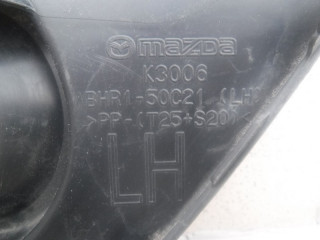 mazda
K3006
BHR1-50C21 (LH)
>PP-(T25+S20)<
LH